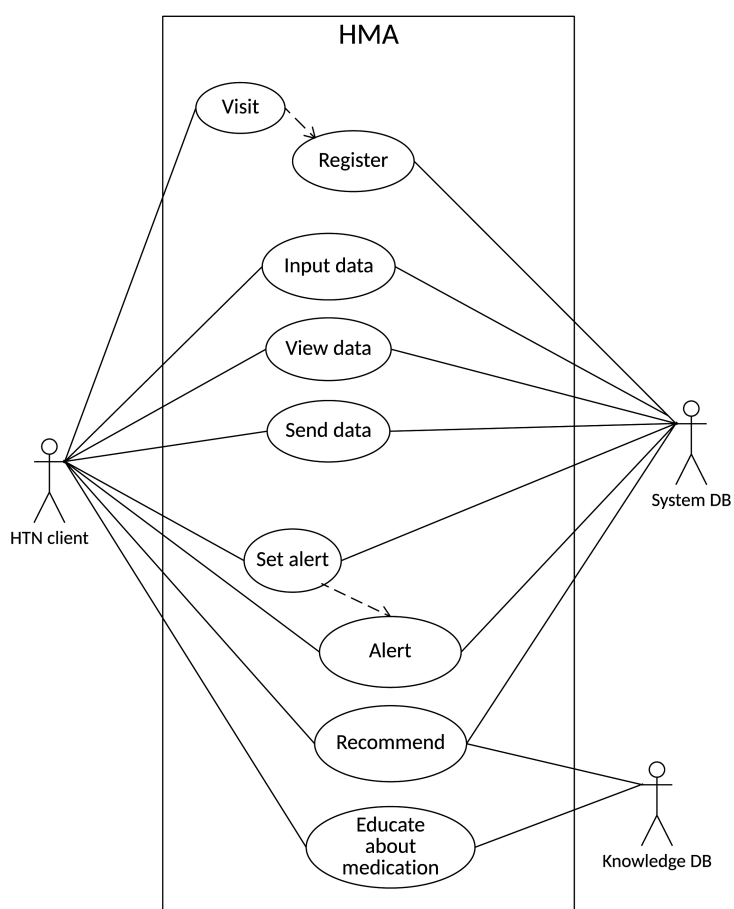 HMA
Visit
Register
Input data
View data
Send data
System DB
HTN client
Set alert
Alert
Recommend
Educate
about
medication
Knowledge DB